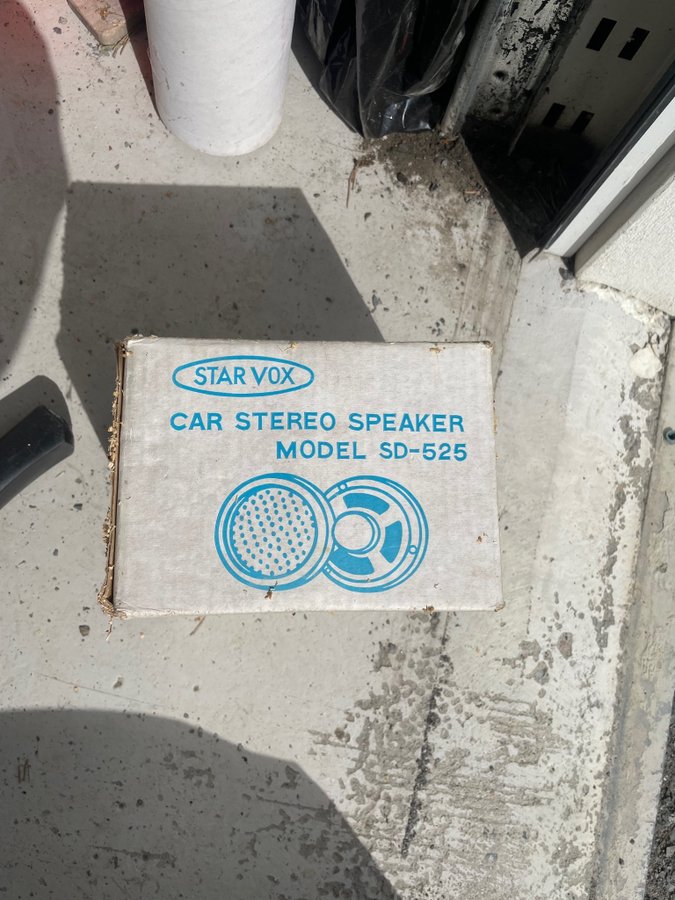 STAR VOX
CAR STEREO SPEAKER
MODEL SD-525